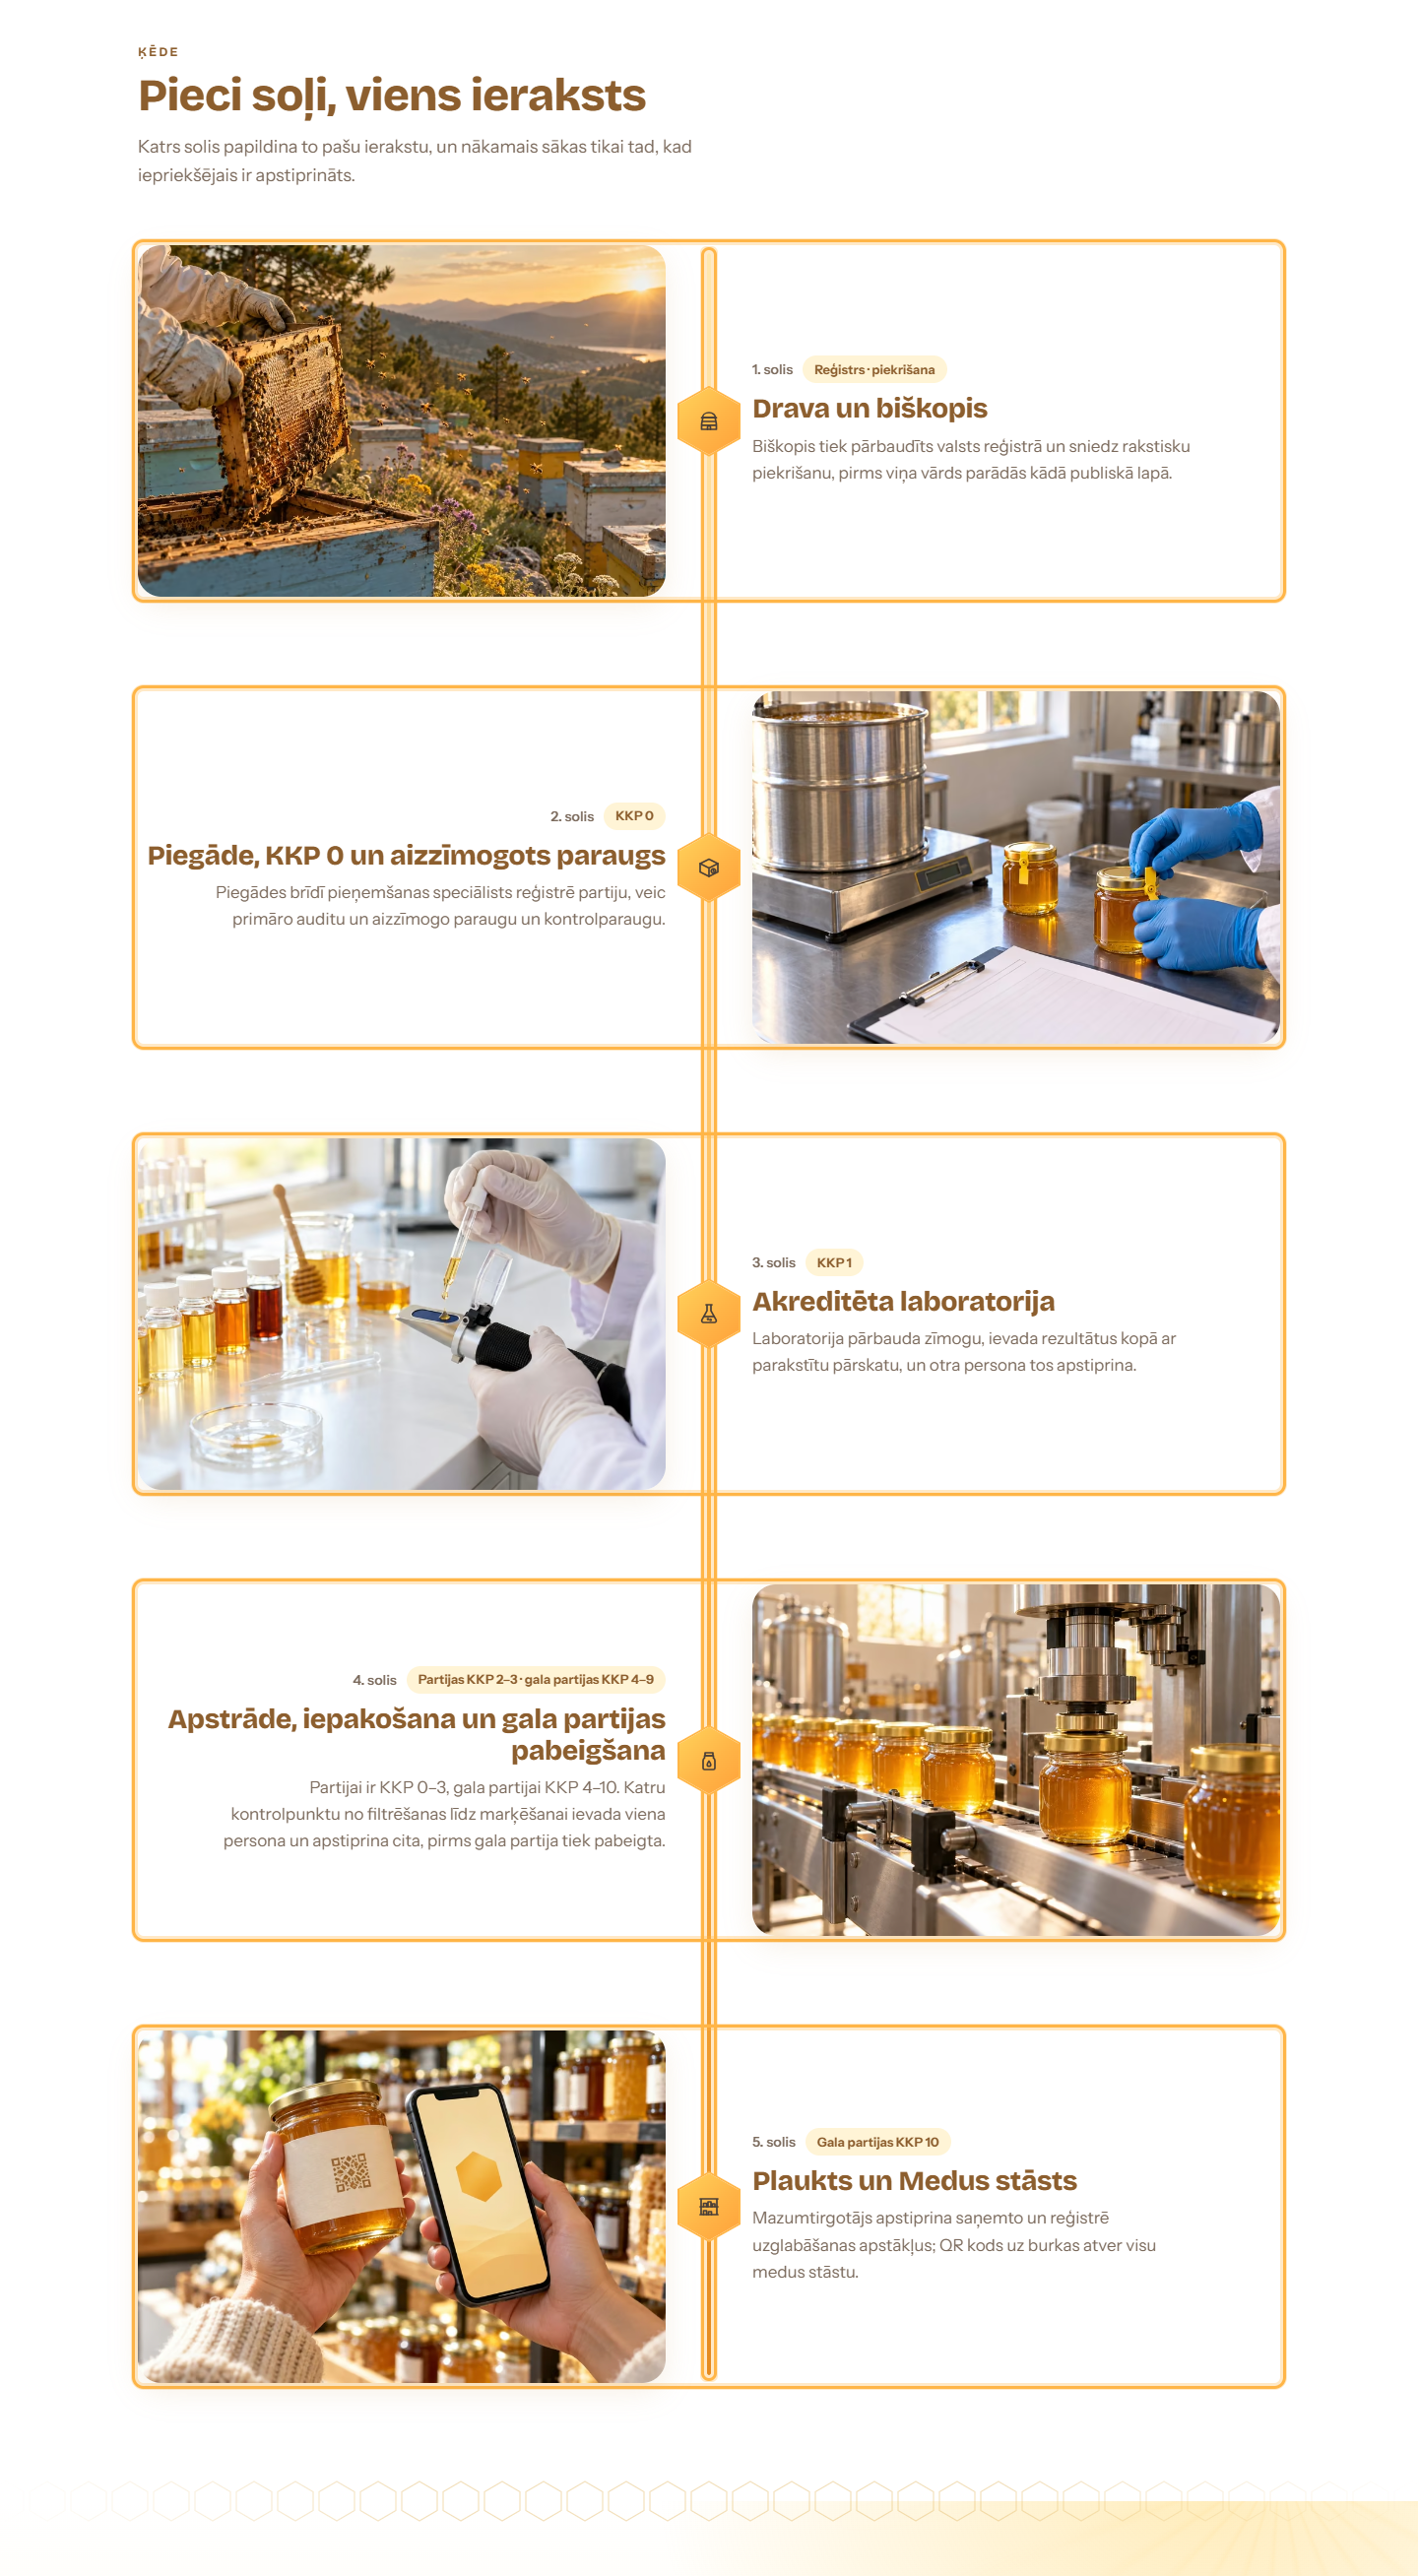 ĶĒDE
Pieci soļi, viens ieraksts
Katrs solis papildina to pašu ierakstu, un nākamais sākas tikai tad, kad
iepriekšējais ir apstiprināts.
1. solis Reģistrs · piekrišana
Drava un biškopis
Biškopis tiek pārbaudīts valsts reģistrā un sniedz rakstisku
piekrišanu, pirms viņa vārds parādās kādā publiskā lapā.
2. solis KKP 0
Piegāde, KKP 0 un aizzīmogots paraugs
Piegādes brīdī pieņemšanas speciālists reģistrē partiju, veic
primāro auditu un aizzīmogo paraugu un kontrolparaugu.
3. solis KKP 1
Akreditēta laboratorija
Laboratorija pārbauda zīmogu, ievada rezultātus kopā ar
parakstītu pārskatu, un otra persona tos apstiprina.
4. solis Partijas KKP 2–3 · gala partijas KKP 4–9
Apstrāde, iepakošana un gala partijas
pabeigšana
Partijai ir KKP 0–3, gala partijai KKP 4–10. Katru
kontrolpunktu no filtrēšanas līdz marķēšanai ievada viena
persona un apstiprina cita, pirms gala partija tiek pabeigta.
5. solis Gala partijas KKP 10
Plaukts un Medus stāsts
Mazumtirgotājs apstiprina saņemto un reģistrē
uzglabāšanas apstākļus; QR kods uz burkas atver visu
medus stāstu.